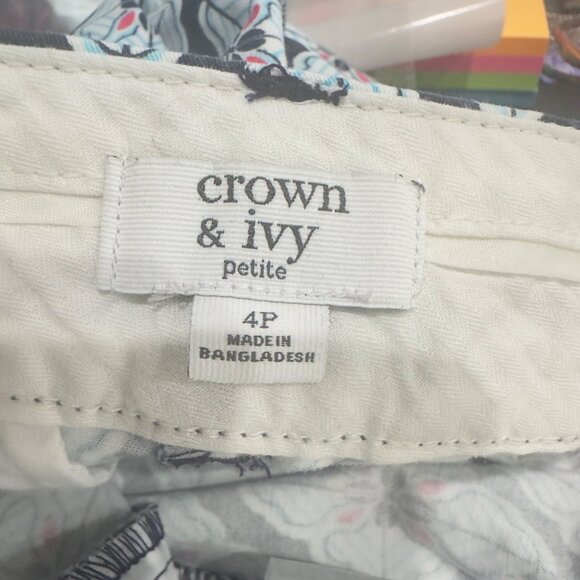 crown
& ivy
petite
4P
MADE IN
BANGLADESH